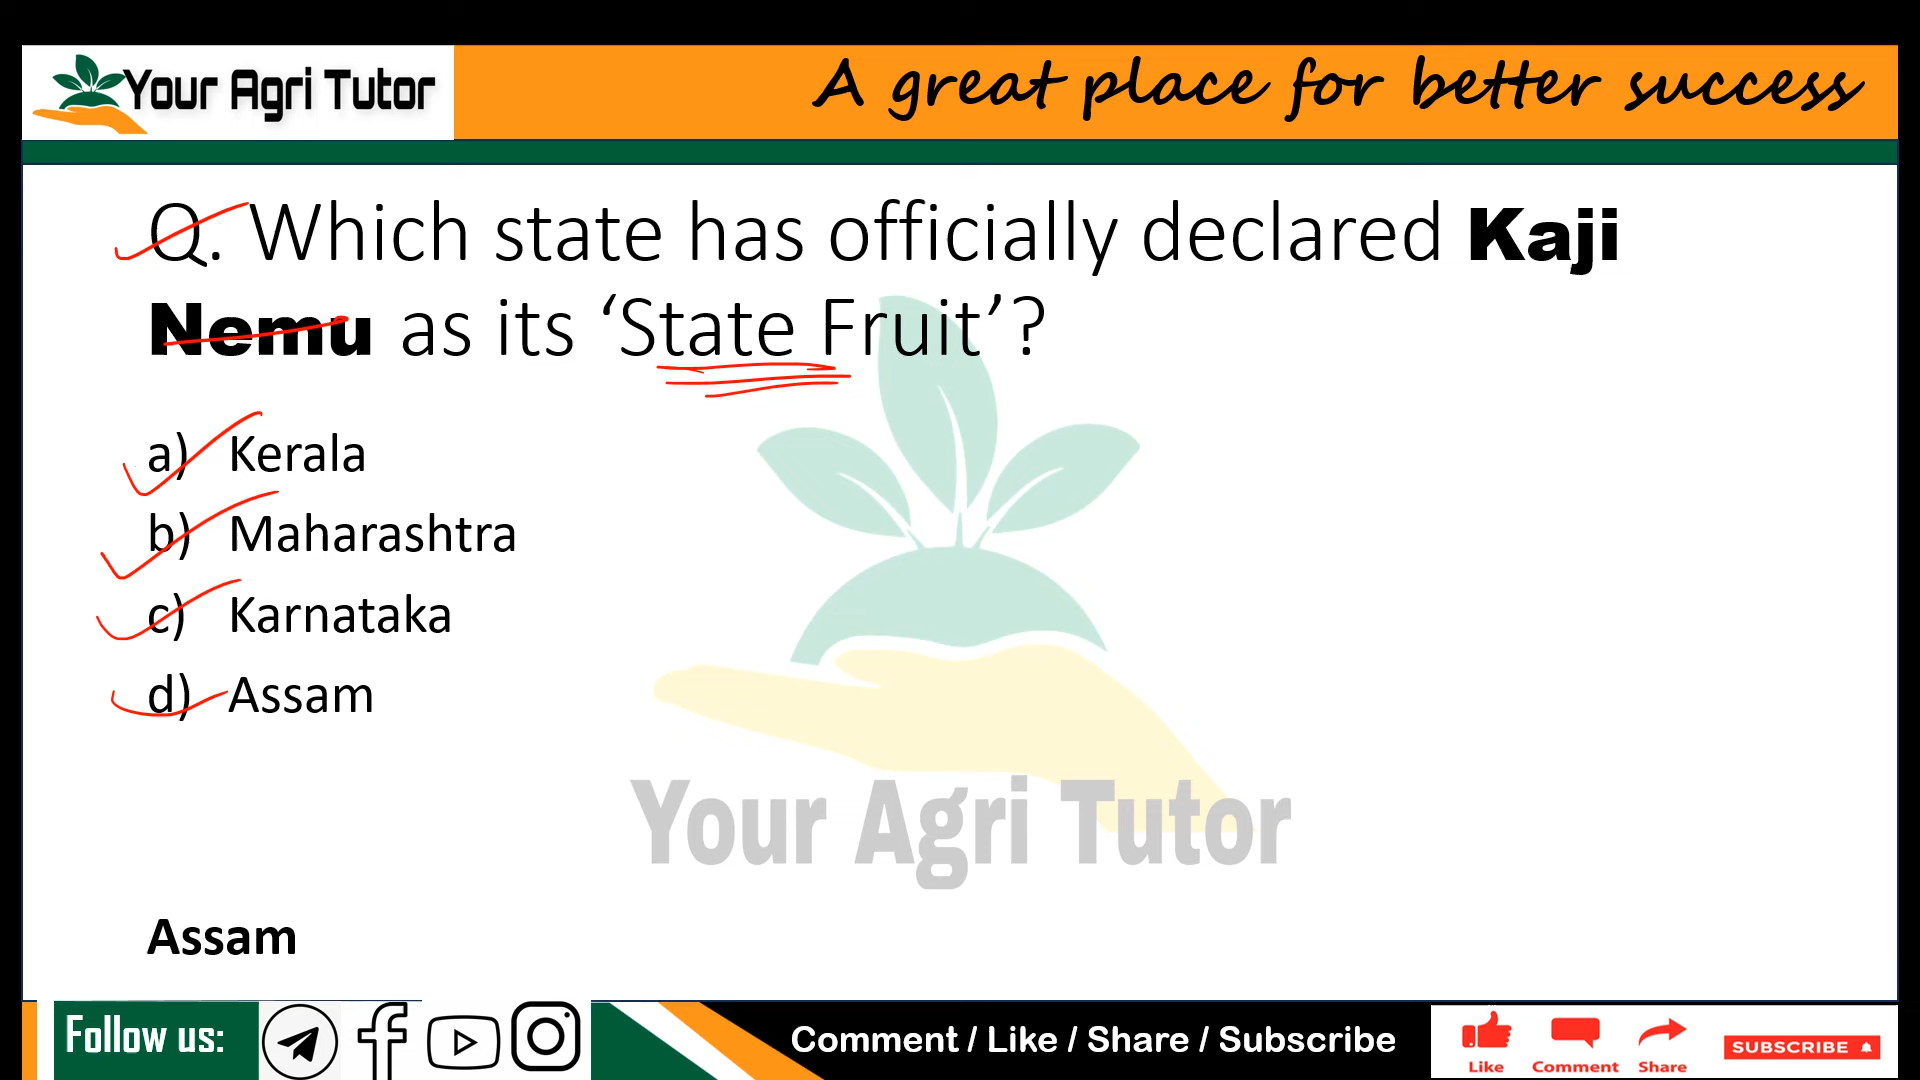 Your Agri Tutor
A great place for better success
Q. Which state has officially declared Kaji
Nemu as its ‘State Fruit’?
a) Kerala
b) Maharashtra
c) Karnataka
d) Assam
Your Agri Tutor
Assam
Follow us:
Comment / Like / Share / Subscribe
Like Comment Share SUBSCRIBE